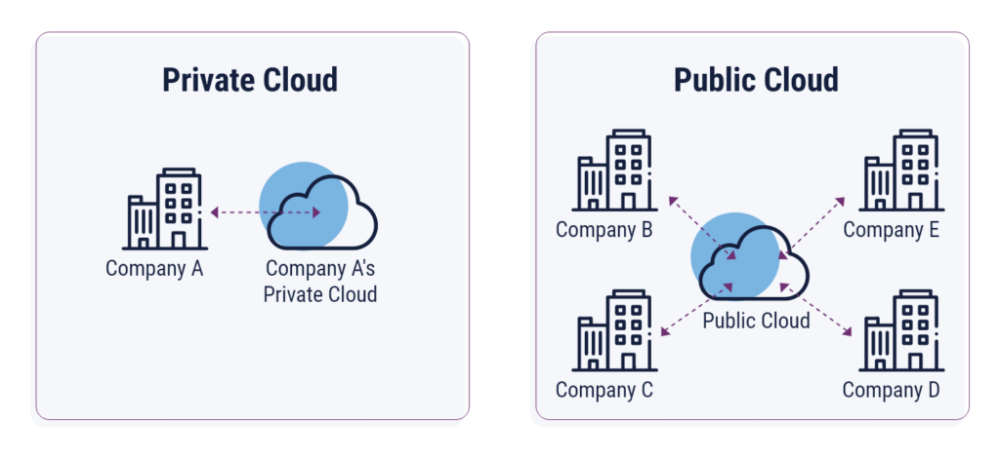 Private Cloud
Company A
Company A's
Private Cloud
Public Cloud
Company B
Company E
Public Cloud
Company C
Company D